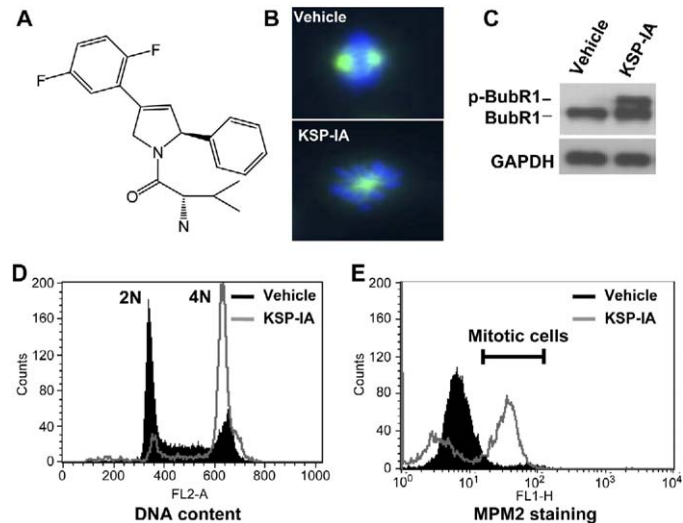 A
F
F
N
O
N
B
Vehicle
KSP-IA
C
Vehicle
KSP-IA
p-BubR1
BubR1
GAPDH
D
200
160
120
80
40
0
Counts
2N
4N
Vehicle
KSP-IA
0 200 400 600 800 1000
FL2-A
DNA content
E
200
160
120
80
40
0
Counts
Vehicle
KSP-IA
Mitotic cells
10⁰ 10¹ 10² 10³ 10⁴
FL1-H
MPM2 staining